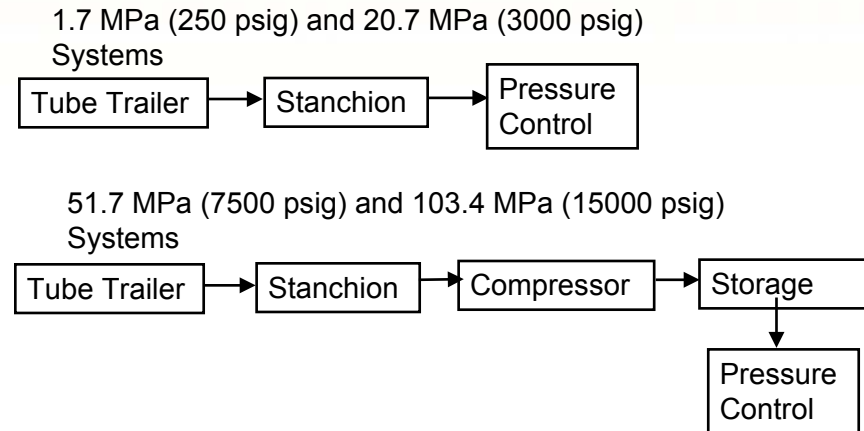 1.7 MPa (250 psig) and 20.7 MPa (3000 psig)
Systems
Tube Trailer
Stanchion
Pressure
Control
51.7 MPa (7500 psig) and 103.4 MPa (15000 psig)
Systems
Tube Trailer
Stanchion
Compressor
Storage
Pressure
Control